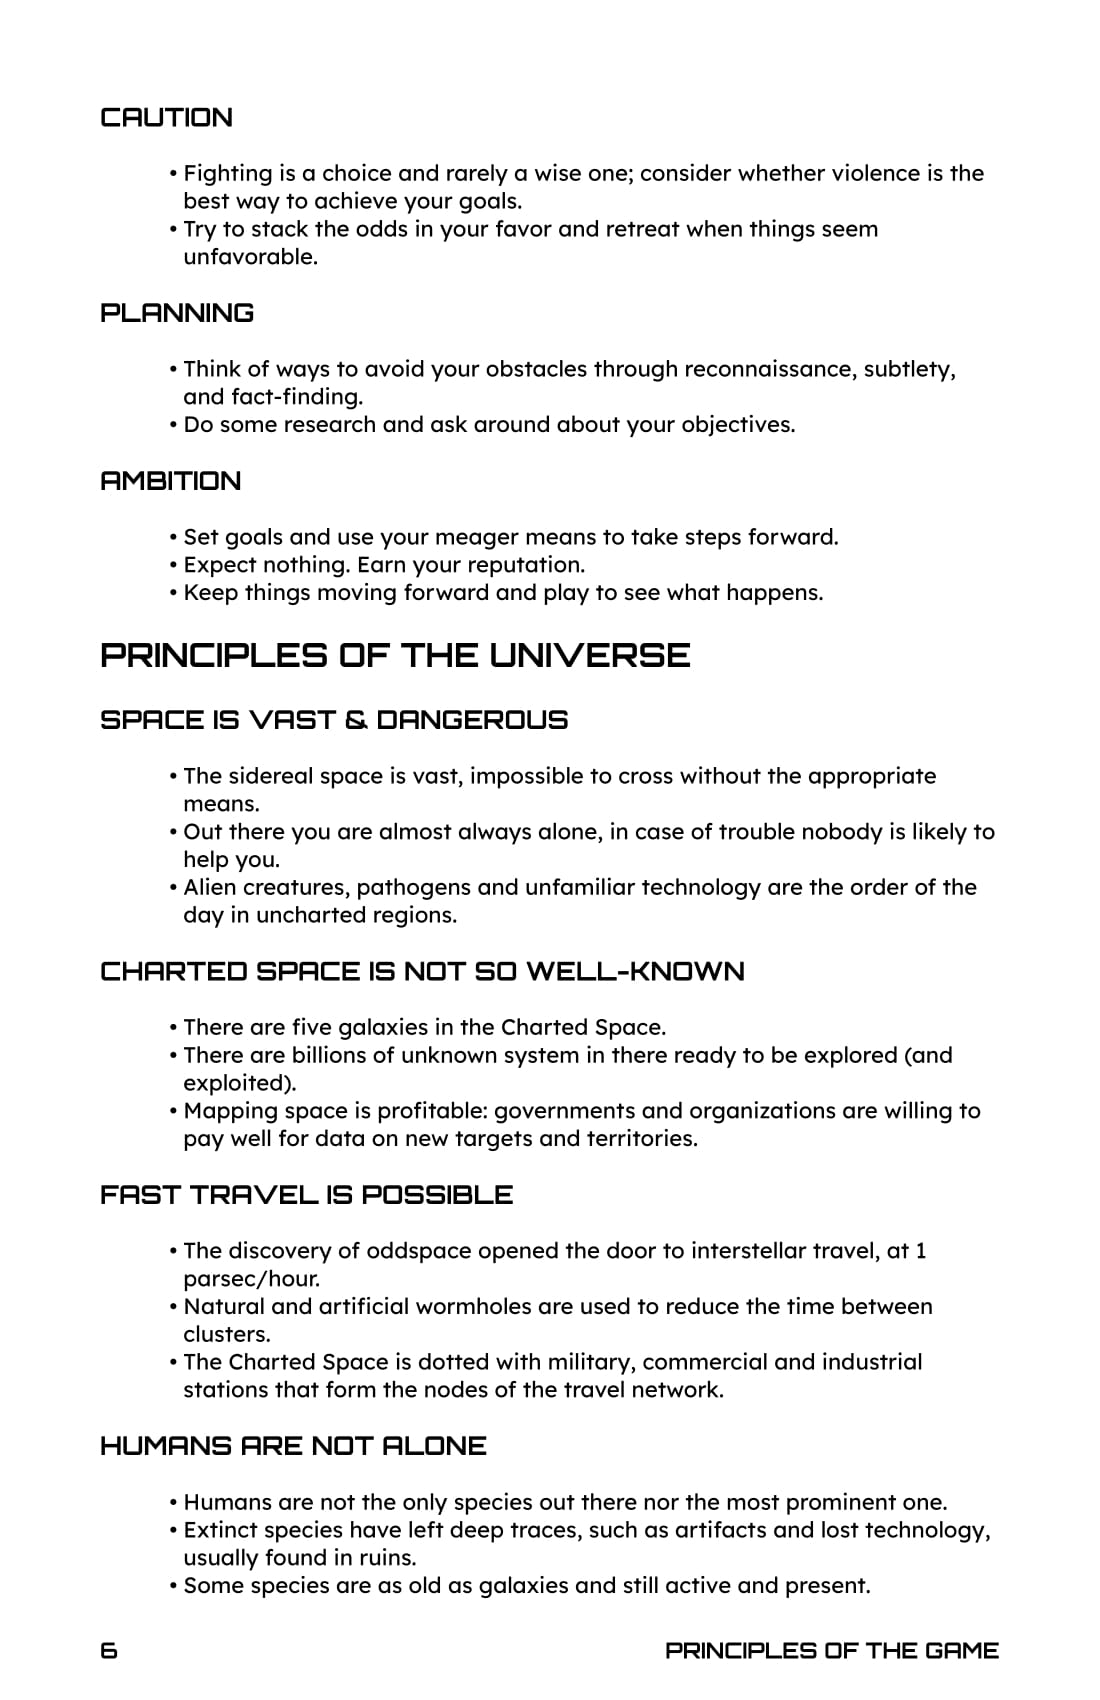 CAUTION
• Fighting is a choice and rarely a wise one; consider whether violence is the
best way to achieve your goals.
• Try to stack the odds in your favor and retreat when things seem
unfavorable.
PLANNING
• Think of ways to avoid your obstacles through reconnaissance, subtlety,
and fact-finding.
• Do some research and ask around about your objectives.
AMBITION
• Set goals and use your meager means to take steps forward.
• Expect nothing. Earn your reputation.
• Keep things moving forward and play to see what happens.
PRINCIPLES OF THE UNIVERSE
SPACE IS VAST & DANGEROUS
• The sidereal space is vast, impossible to cross without the appropriate
means.
• Out there you are almost always alone, in case of trouble nobody is likely to
help you.
• Alien creatures, pathogens and unfamiliar technology are the order of the
day in uncharted regions.
CHARTED SPACE IS NOT SO WELL-KNOWN
• There are five galaxies in the Charted Space.
• There are billions of unknown system in there ready to be explored (and
exploited).
• Mapping space is profitable: governments and organizations are willing to
pay well for data on new targets and territories.
FAST TRAVEL IS POSSIBLE
• The discovery of oddspace opened the door to interstellar travel, at 1
parsec/hour.
• Natural and artificial wormholes are used to reduce the time between
clusters.
• The Charted Space is dotted with military, commercial and industrial
stations that form the nodes of the travel network.
HUMANS ARE NOT ALONE
• Humans are not the only species out there nor the most prominent one.
• Extinct species have left deep traces, such as artifacts and lost technology,
usually found in ruins.
• Some species are as old as galaxies and still active and present.
6 PRINCIPLES OF THE GAME